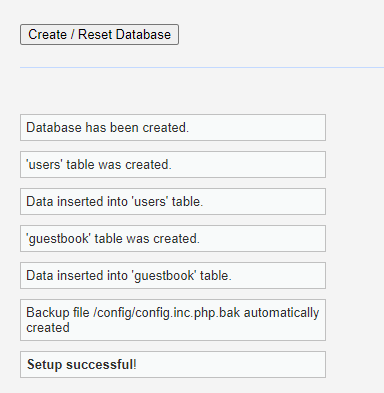 Create / Reset Database
Database has been created.
'users' table was created.
Data inserted into 'users' table.
'guestbook' table was created.
Data inserted into 'guestbook' table.
Backup file /config/config.inc.php.bak automatically
created
Setup successful!